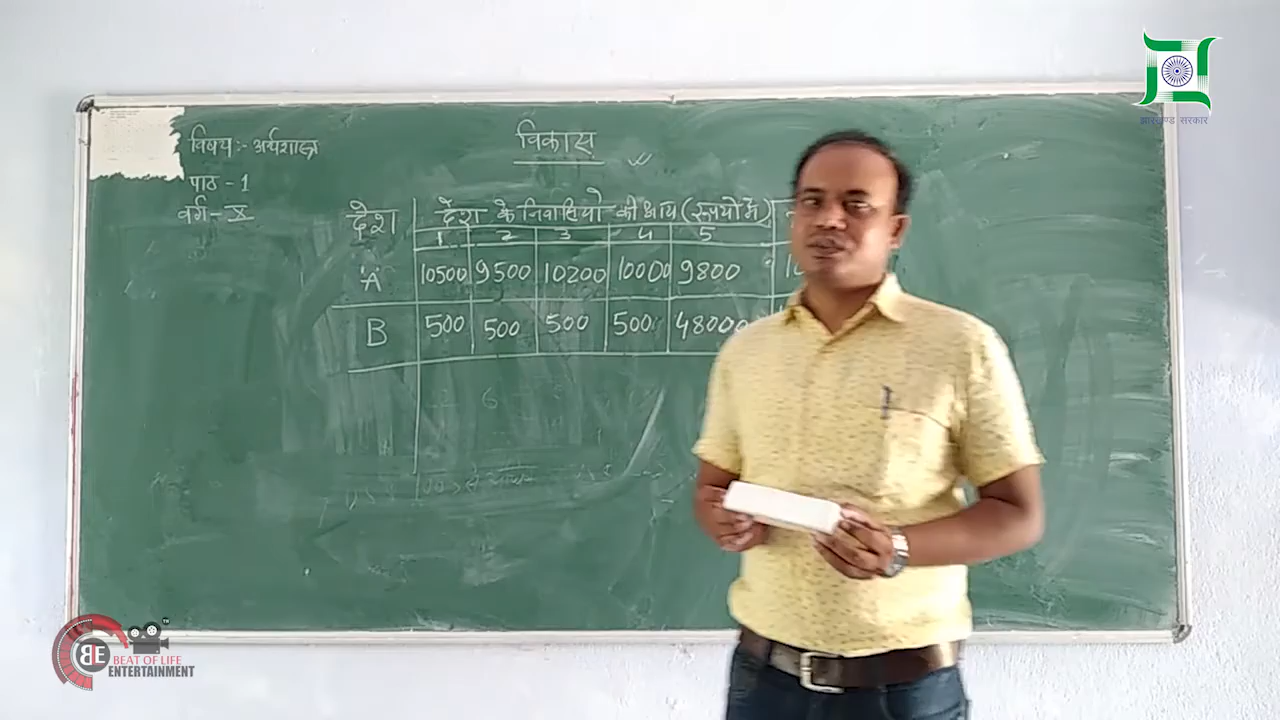 झारखण्ड सरकार
विषय:- अर्थशास्त्र
विकास
पाठ - 1
वर्ग - X
देश देश के निवासियों की आय (रूपयों में)
1 2 3 4 5
A 10500 9500 10200 10000 9800
B 500 500 500 500 48000
BEAT OF LIFE
ENTERTAINMENT